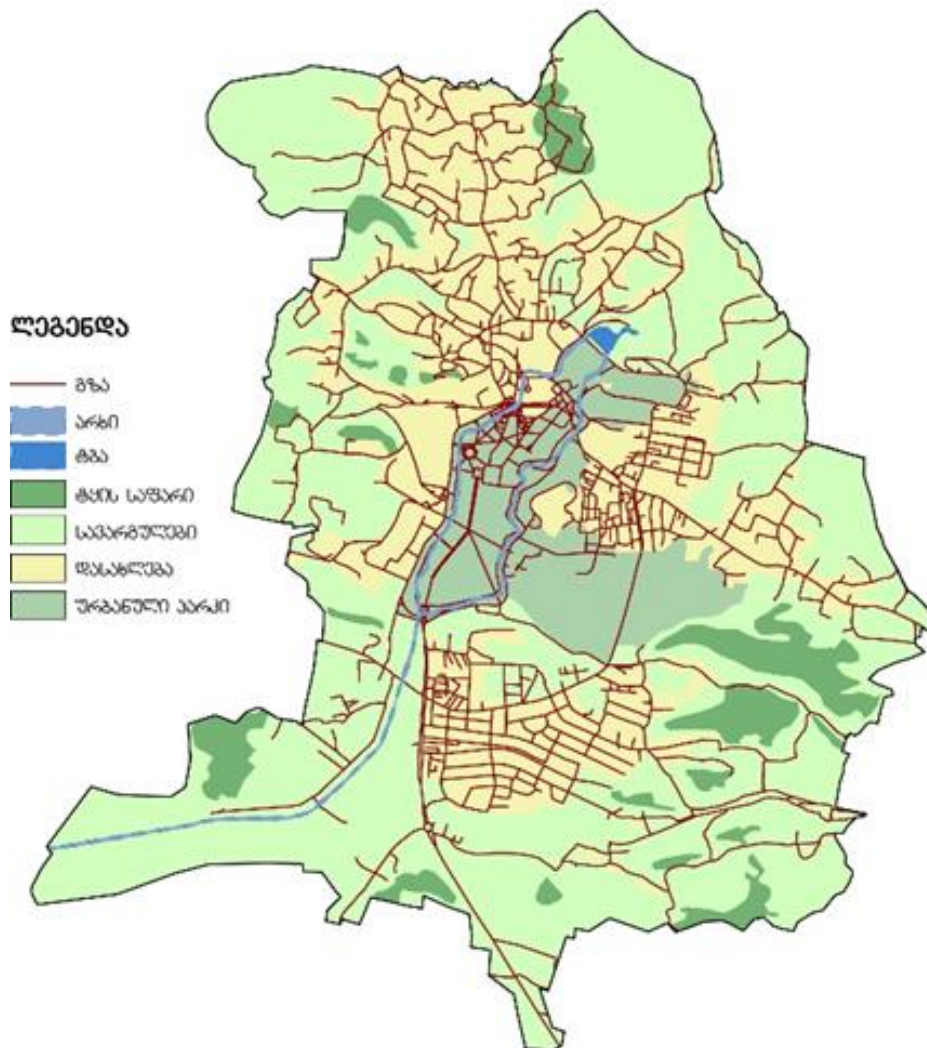 ლეგენდა
გზა
არხი
ტბა
ტყის საფარი
სავარგულები
დასახლება
ურბანული პარკი